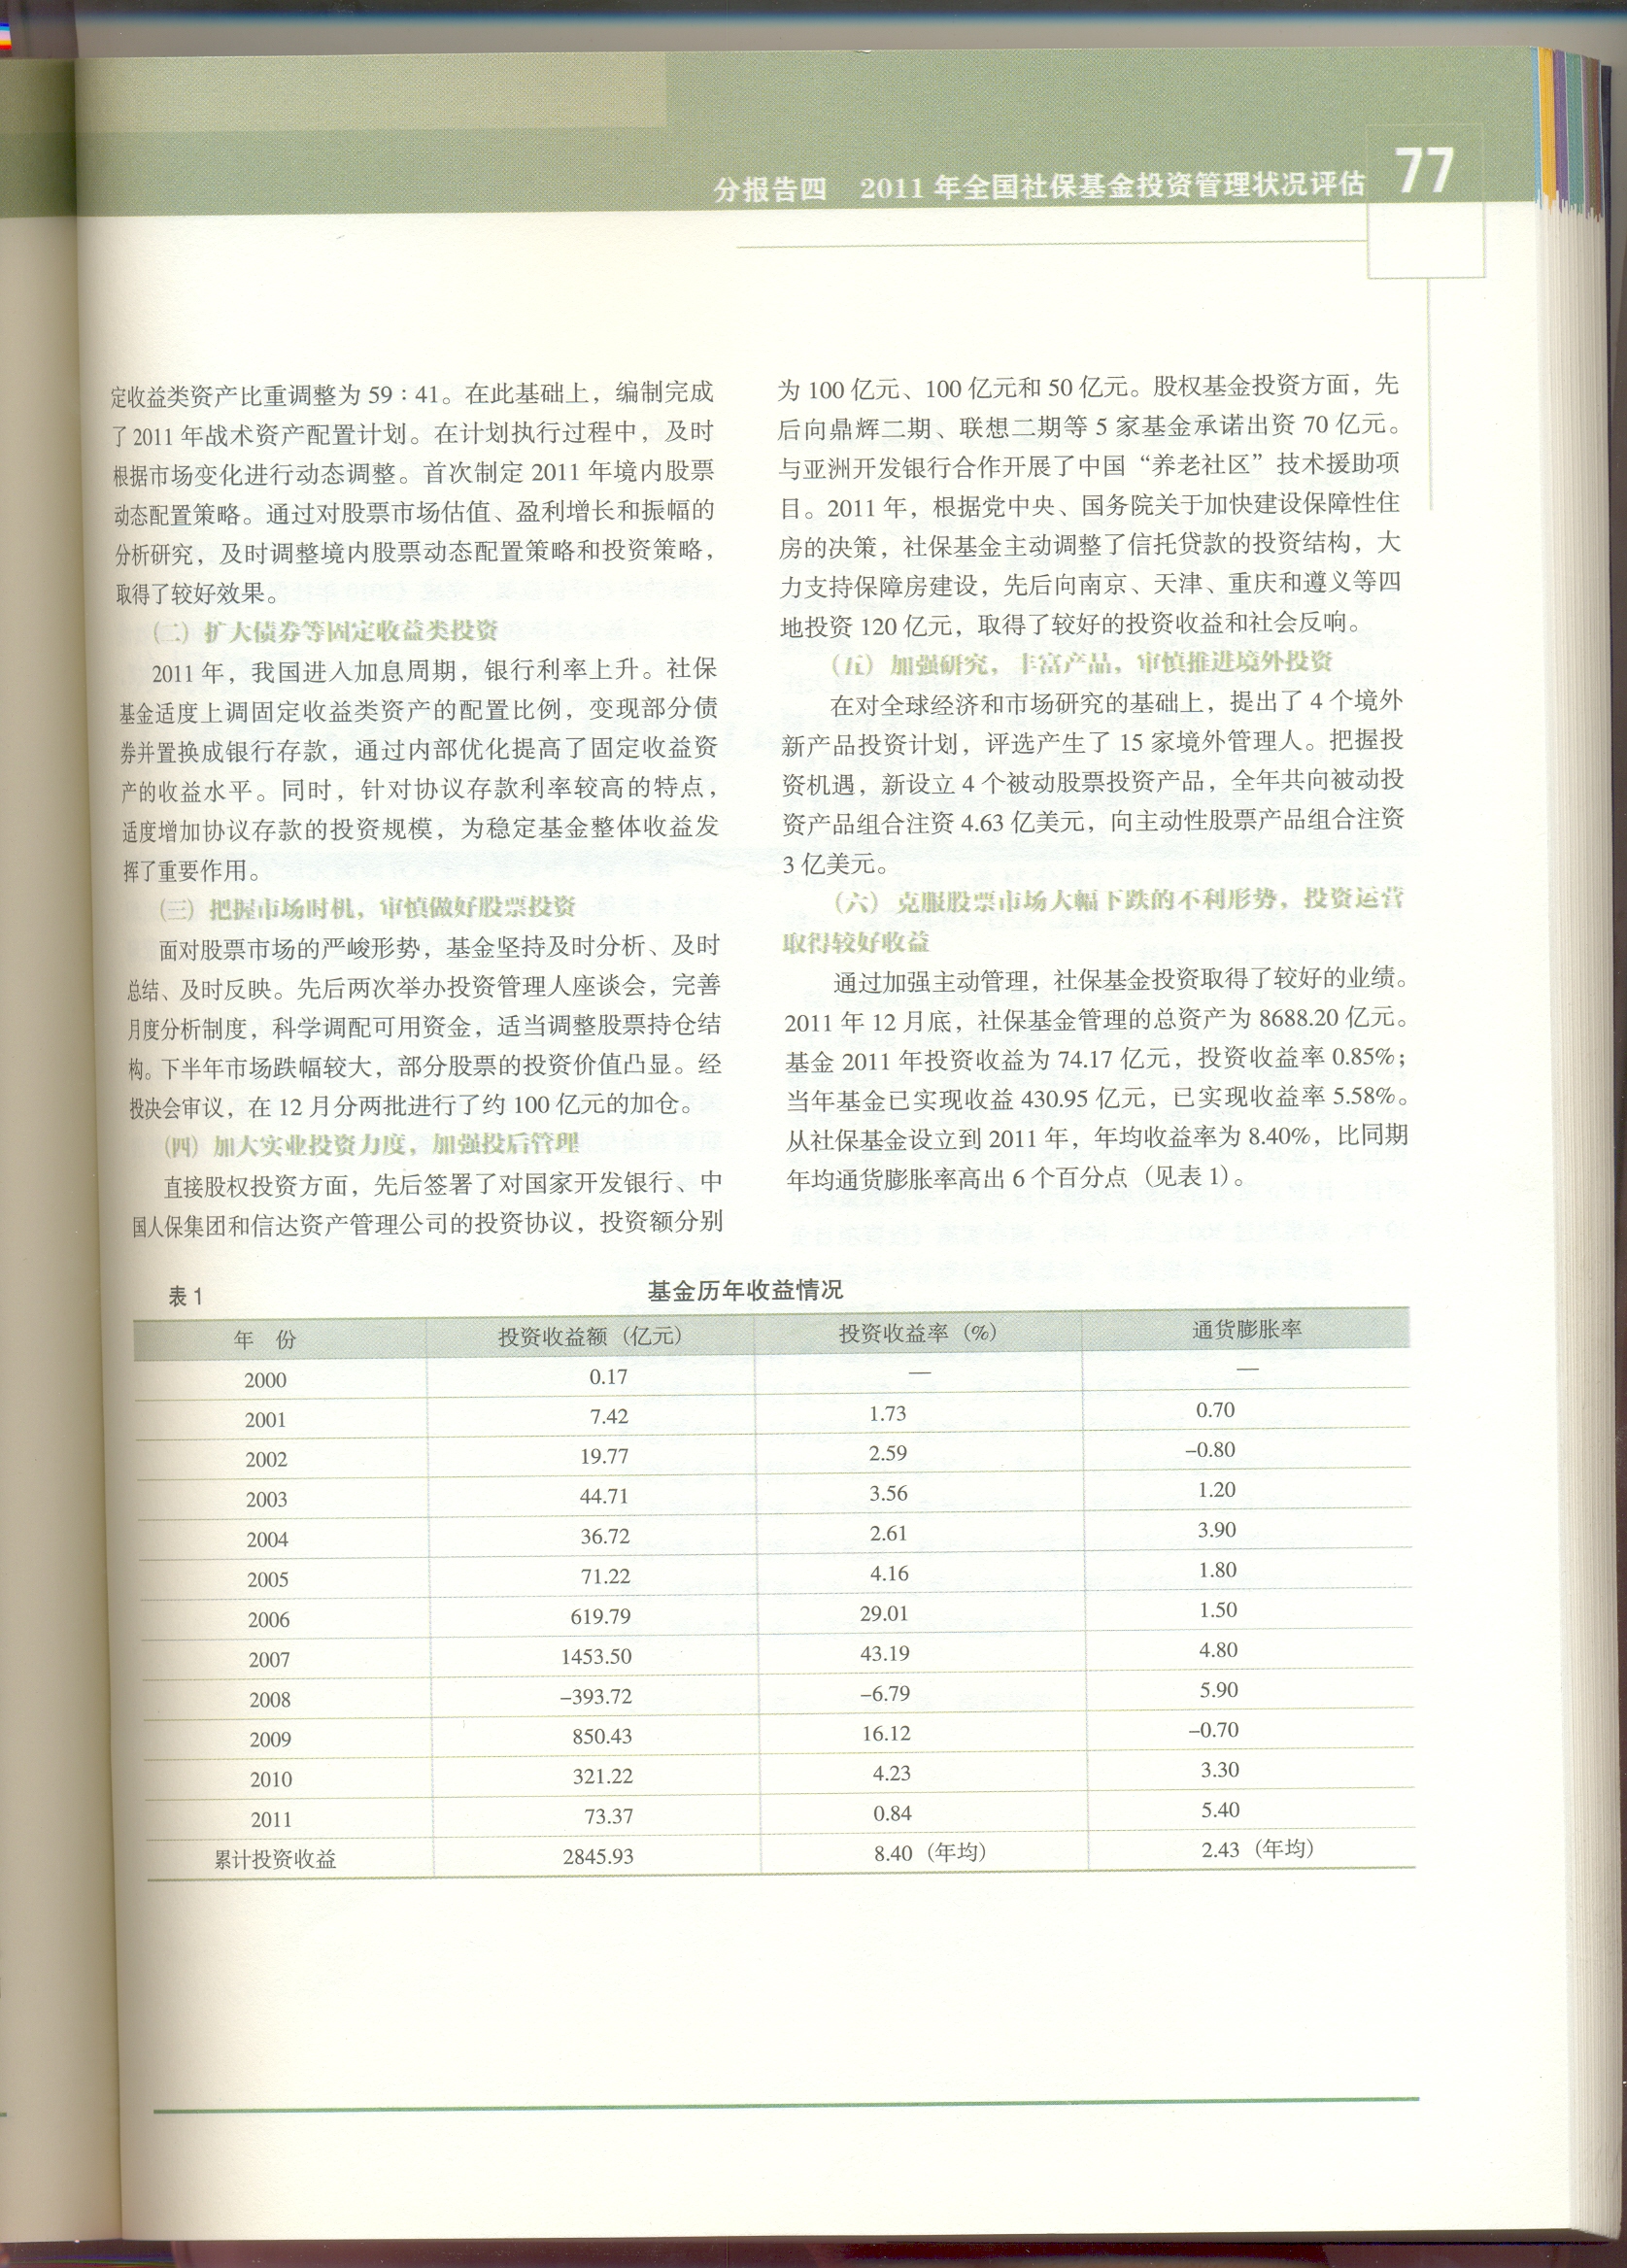 分报告四 2011 年全国社保基金投资管理状况评估
77
定收益类资产比重调整为 59∶41。在此基础上，编制完成
了 2011 年战术资产配置计划。在计划执行过程中，及时
根据市场变化进行动态调整。首次制定 2011 年境内股票
动态配置策略。通过对股票市场估值、盈利增长和振幅的
分析研究，及时调整境内股票动态配置策略和投资策略，
取得了较好效果。
（二）扩大债券等固定收益类投资
2011 年，我国进入加息周期，银行利率上升。社保
基金适度上调固定收益类资产的配置比例，变现部分债
券并置换成银行存款，通过内部优化提高了固定收益资
产的收益水平。同时，针对协议存款利率较高的特点，
适度增加协议存款的投资规模，为稳定基金整体收益发
挥了重要作用。
（三）把握市场时机，审慎做好股票投资
面对股票市场的严峻形势，基金坚持及时分析、及时
总结、及时反映。先后两次举办投资管理人座谈会，完善
月度分析制度，科学调配可用资金，适当调整股票持仓结
构。下半年市场跌幅较大，部分股票的投资价值凸显。经
投决会审议，在 12 月分两批进行了约 100 亿元的加仓。
（四）加大实业投资力度，加强投后管理
直接股权投资方面，先后签署了对国家开发银行、中
国人保集团和信达资产管理公司的投资协议，投资额分别
为 100 亿元、100 亿元和 50 亿元。股权基金投资方面，先
后向鼎辉二期、联想二期等 5 家基金承诺出资 70 亿元。
与亚洲开发银行合作开展了中国“养老社区”技术援助项
目。2011 年，根据党中央、国务院关于加快建设保障性住
房的决策，社保基金主动调整了信托贷款的投资结构，大
力支持保障房建设，先后向南京、天津、重庆和遵义等四
地投资 120 亿元，取得了较好的投资收益和社会反响。
（五）加强研究，丰富产品，审慎推进境外投资
在对全球经济和市场研究的基础上，提出了 4 个境外
新产品投资计划，评选产生了 15 家境外管理人。把握投
资机遇，新设立 4 个被动股票投资产品，全年共向被动投
资产品组合注资 4.63 亿美元，向主动性股票产品组合注资
3 亿美元。
（六）克服股票市场大幅下跌的不利形势，投资运营
取得较好收益
通过加强主动管理，社保基金投资取得了较好的业绩。
2011 年 12 月底，社保基金管理的总资产为 8688.20 亿元。
基金 2011 年投资收益为 74.17 亿元，投资收益率 0.85%；
当年基金已实现收益 430.95 亿元，已实现收益率 5.58%。
从社保基金设立到 2011 年，年均收益率为 8.40%，比同期
年均通货膨胀率高出 6 个百分点（见表 1）。
表 1 基金历年收益情况
年 份 投资收益额（亿元） 投资收益率（%） 通货膨胀率
2000 0.17 — —
2001 7.42 1.73 0.70
2002 19.77 2.59 –0.80
2003 44.71 3.56 1.20
2004 36.72 2.61 3.90
2005 71.22 4.16 1.80
2006 619.79 29.01 1.50
2007 1453.50 43.19 4.80
2008 –393.72 –6.79 5.90
2009 850.43 16.12 –0.70
2010 321.22 4.23 3.30
2011 73.37 0.84 5.40
累计投资收益 2845.93 8.40（年均） 2.43（年均）